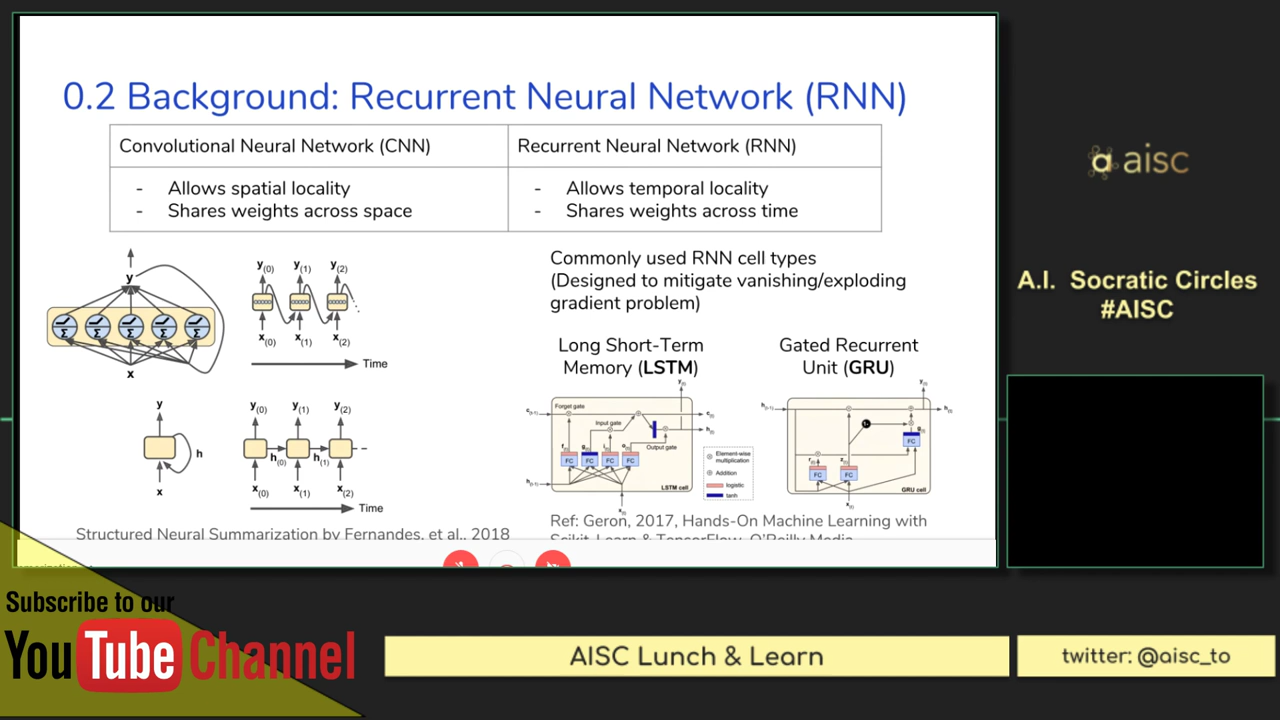 0.2 Background: Recurrent Neural Network (RNN)
Convolutional Neural Network (CNN)
- Allows spatial locality
- Shares weights across space
Recurrent Neural Network (RNN)
- Allows temporal locality
- Shares weights across time
y
Σ Σ Σ Σ Σ
x
y(0) y(1) y(2)
x(0) x(1) x(2)
Time
y
h
x
y(0) y(1) y(2)
h(0) h(1)
x(0) x(1) x(2)
Time
Commonly used RNN cell types
(Designed to mitigate vanishing/exploding
gradient problem)
Long Short-Term
Memory (LSTM)
y(t)
Forget gate
c(t-1)
c(t)
Input gate
h(t)
Output gate
f(t) g(t) i(t) o(t)
FC FC FC FC
h(t-1)
LSTM cell
x(t)
Element-wise
multiplication
Addition
logistic
tanh
Gated Recurrent
Unit (GRU)
y(t)
h(t-1)
h(t)
1-
g(t)
FC
r(t) z(t)
FC FC
GRU cell
x(t)
Structured Neural Summarization by Fernandes, et al., 2018
Ref: Geron, 2017, Hands-On Machine Learning with
Scikit-Learn & TensorFlow, O'Reilly Media
aisc
A.I. Socratic Circles
#AISC
Subscribe to our
YouTube Channel
AISC Lunch & Learn
twitter: @aisc_to